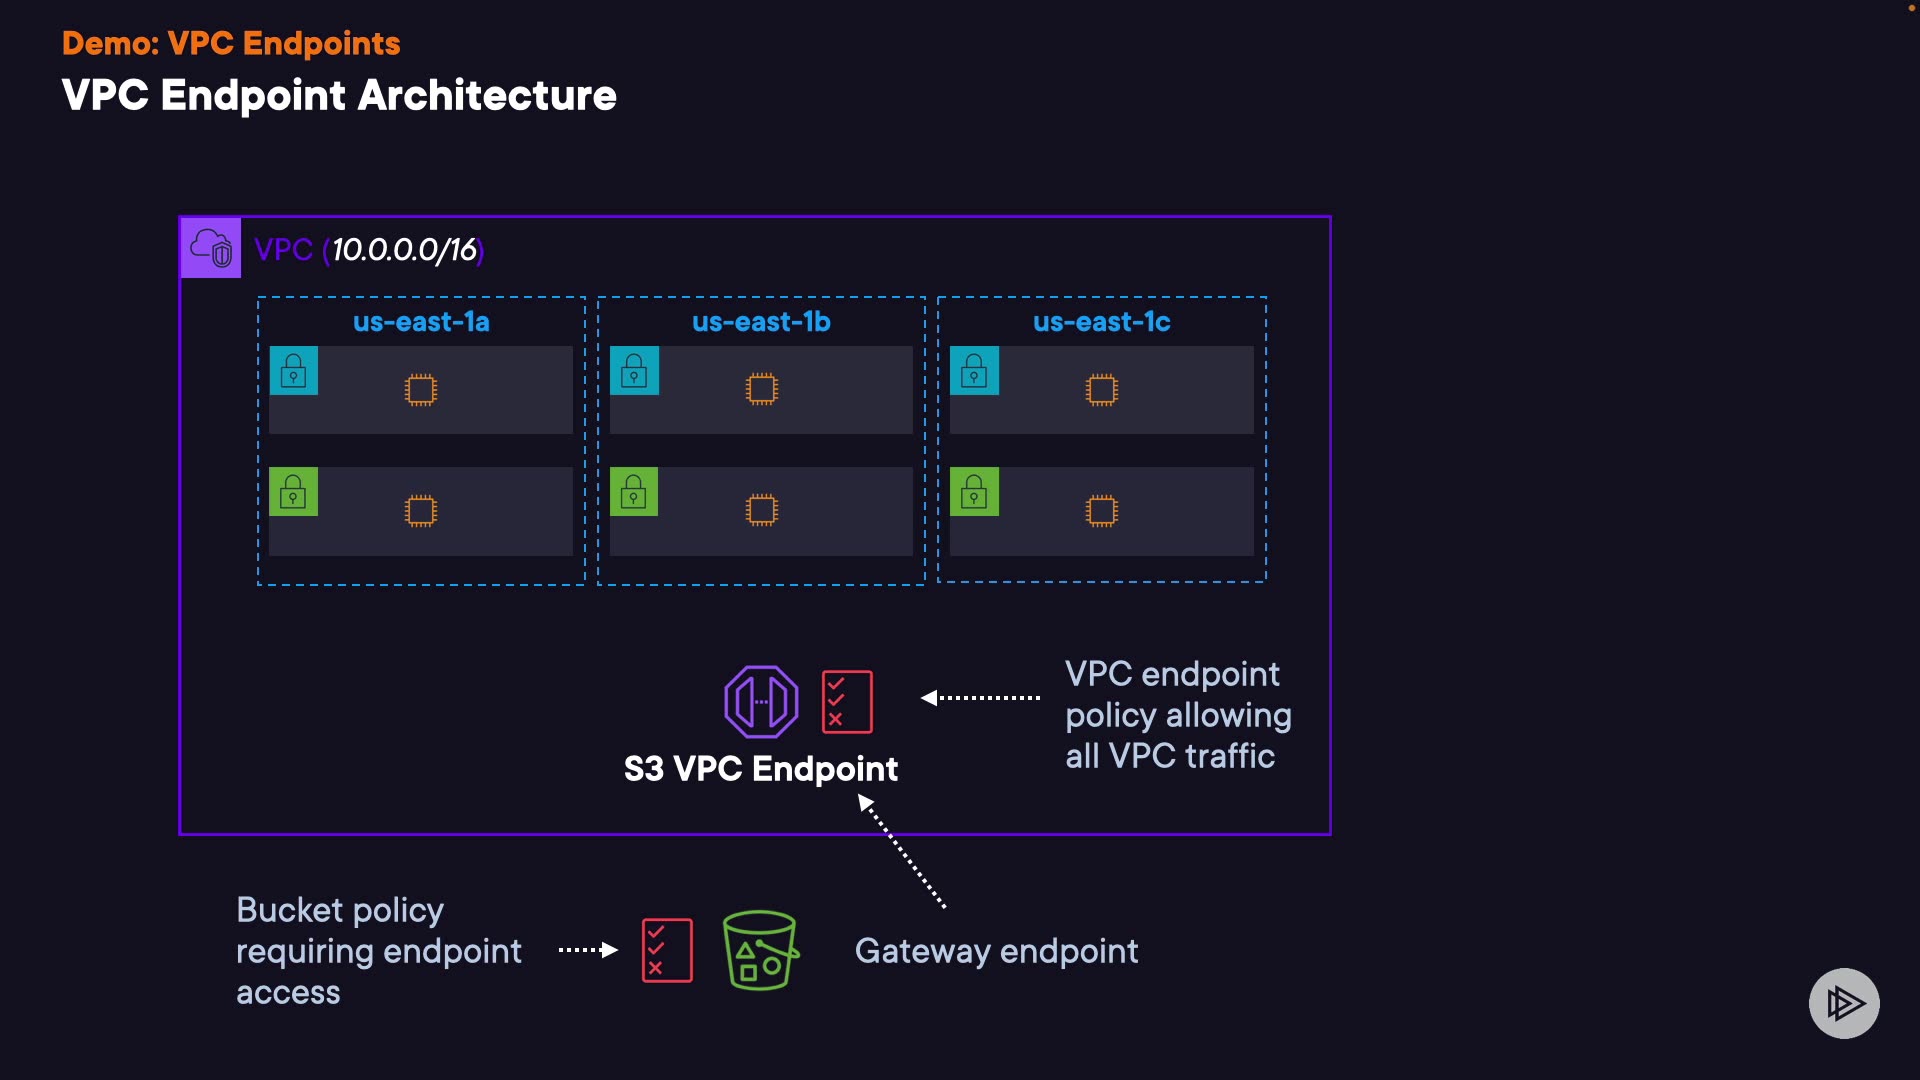 Demo: VPC Endpoints
VPC Endpoint Architecture
VPC (10.0.0.0/16)
us-east-1a
us-east-1b
us-east-1c
VPC endpoint
policy allowing
all VPC traffic
S3 VPC Endpoint
Bucket policy
requiring endpoint
access
Gateway endpoint